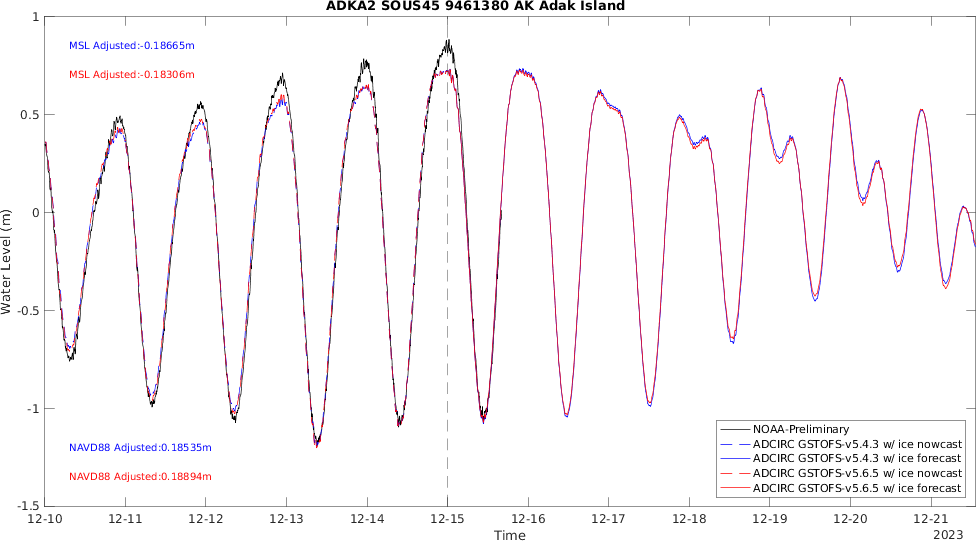 ADKA2 SOUS45 9461380 AK Adak Island
1
MSL Adjusted:-0.18665m
MSL Adjusted:-0.18306m
0.5
0
Water Level (m)
-0.5
-1
NAVD88 Adjusted:0.18535m
NAVD88 Adjusted:0.18894m
NOAA-Preliminary
ADCIRC GSTOFS-v5.4.3 w/ ice nowcast
ADCIRC GSTOFS-v5.4.3 w/ ice forecast
ADCIRC GSTOFS-v5.6.5 w/ ice nowcast
ADCIRC GSTOFS-v5.6.5 w/ ice forecast
-1.5
12-10 12-11 12-12 12-13 12-14 12-15 12-16 12-17 12-18 12-19 12-20 12-21
Time 2023